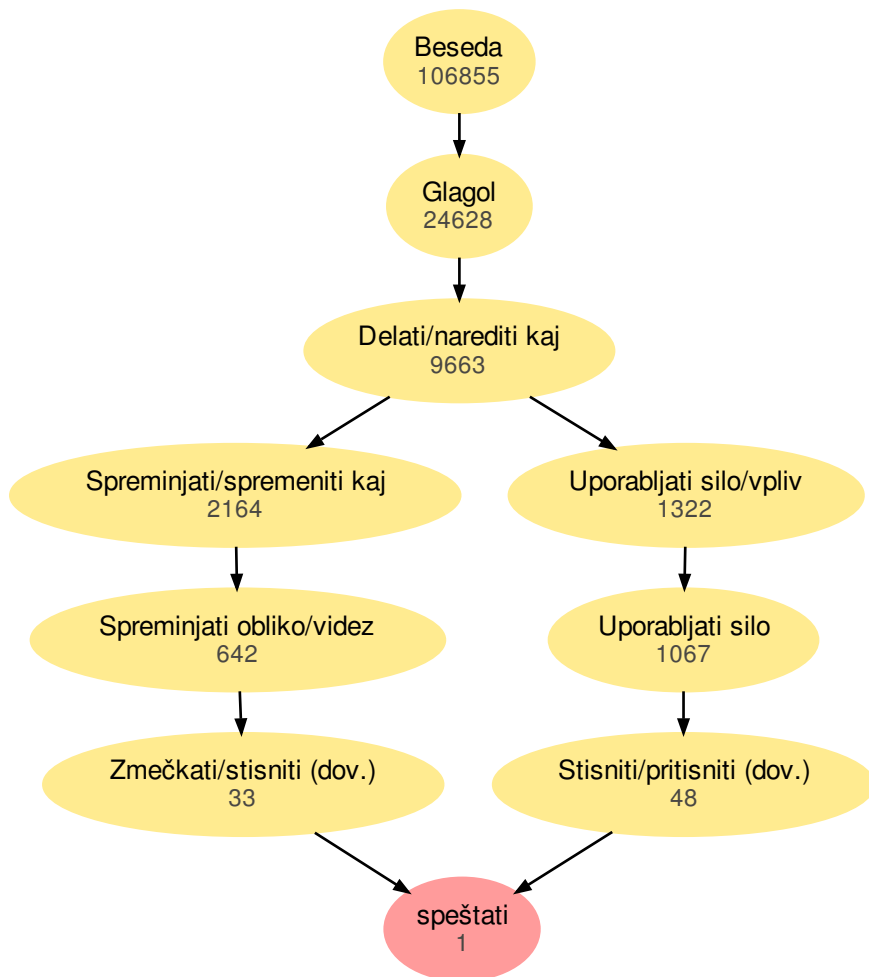 Beseda
106855
Glagol
24628
Delati/narediti kaj
9663
Spreminjati/spremeniti kaj
2164
Uporabljati silo/vpliv
1322
Spreminjati obliko/videz
642
Uporabljati silo
1067
Zmečkati/stisniti (dov.)
33
Stisniti/pritisniti (dov.)
48
speštati
1